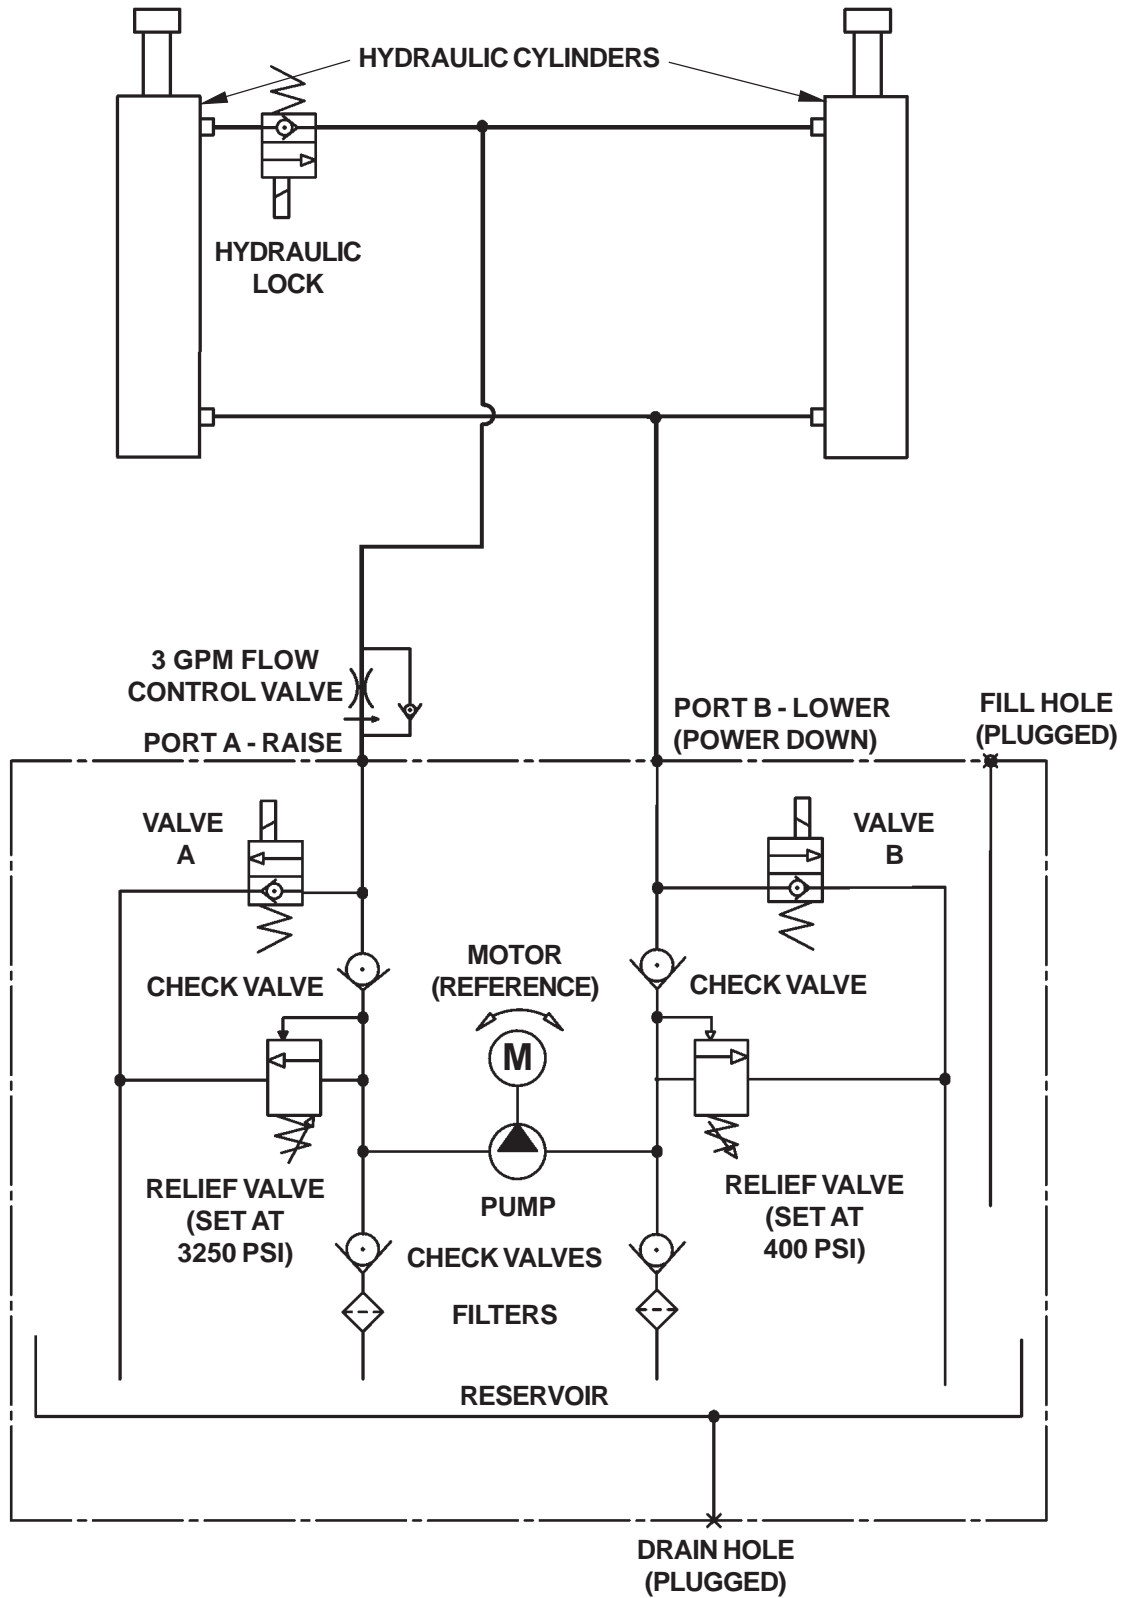 HYDRAULIC CYLINDERS
HYDRAULIC
LOCK
3 GPM FLOW
CONTROL VALVE
PORT A - RAISE
PORT B - LOWER
(POWER DOWN)
FILL HOLE
(PLUGGED)
VALVE
A
VALVE
B
CHECK VALVE
MOTOR
(REFERENCE)
CHECK VALVE
M
RELIEF VALVE
(SET AT
3250 PSI)
PUMP
RELIEF VALVE
(SET AT
400 PSI)
CHECK VALVES
FILTERS
RESERVOIR
DRAIN HOLE
(PLUGGED)